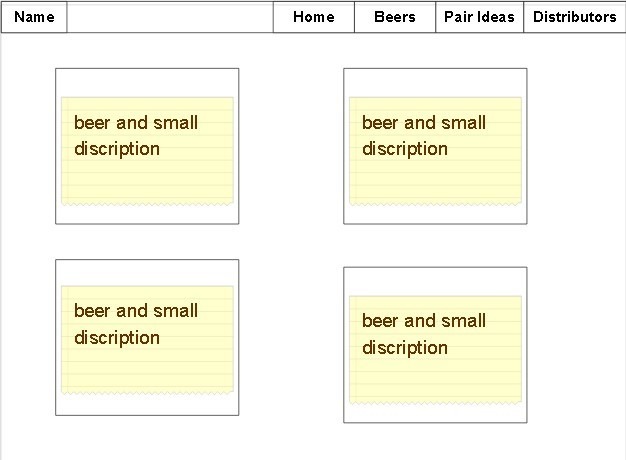 Name Home Beers Pair Ideas Distributors
beer and small
discription
beer and small
discription
beer and small
discription
beer and small
discription